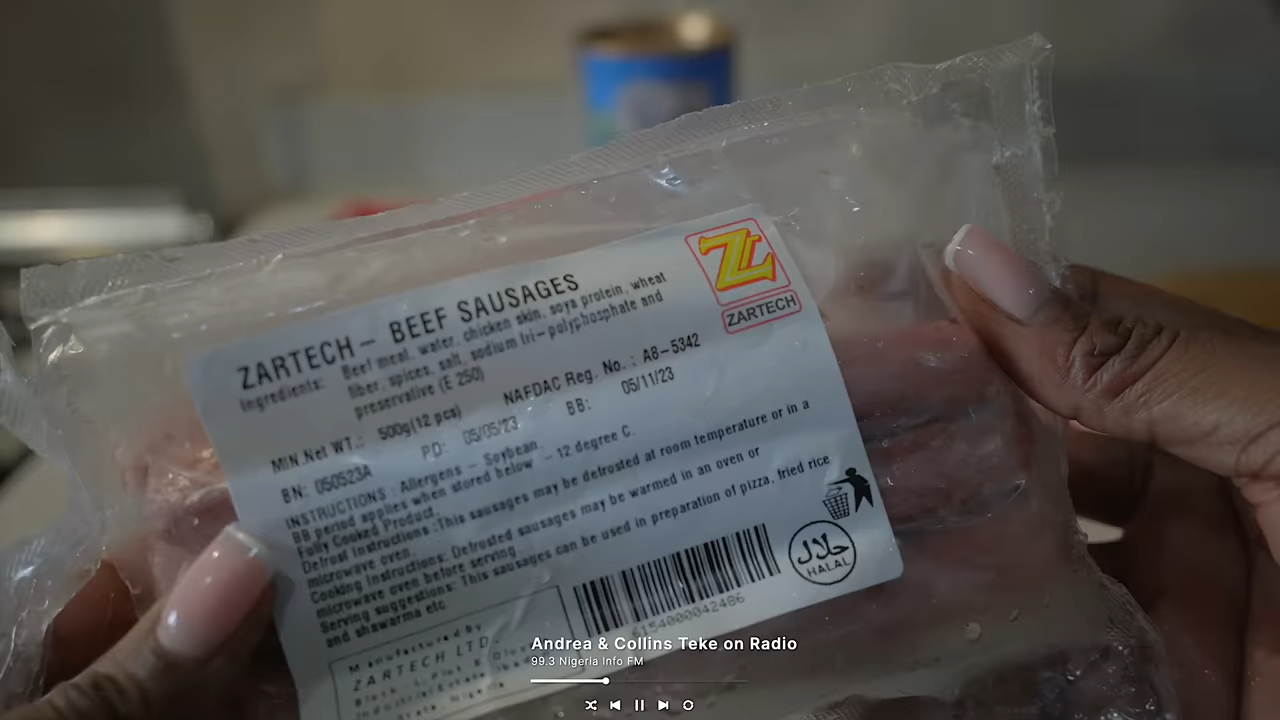 ZARTECH
ZARTECH - BEEF SAUSAGES
Ingredients: Beef meal, water, chicken skin, soya protein, wheat
fiber, spices, salt, sodium tri-polyphosphate and
preservative (E 250)
MIN.Net WT.: 500g(12 pcs) NAFDAC Reg. No.: A8-5342
BN: 050523A PD: 05/05/23 BB: 05/11/23
INSTRUCTIONS : Allergens - Soybean.
BB period applies when stored below -12 degree C.
Fully Cooked Product.
Defrost Instructions :This sausages may be defrosted at room temperature or in a
microwave oven.
Cooking Instructions: Defrosted sausages may be warmed in an oven or
microwave oven before serving
Serving suggestions: This sausages can be used in preparation of pizza, fried rice
and shawarma etc
حلال
HALAL
6154000042486
Manufactured By
ZARTECH LTD.
Andrea & Collins Teke on Radio
99.3 Nigeria Info FM